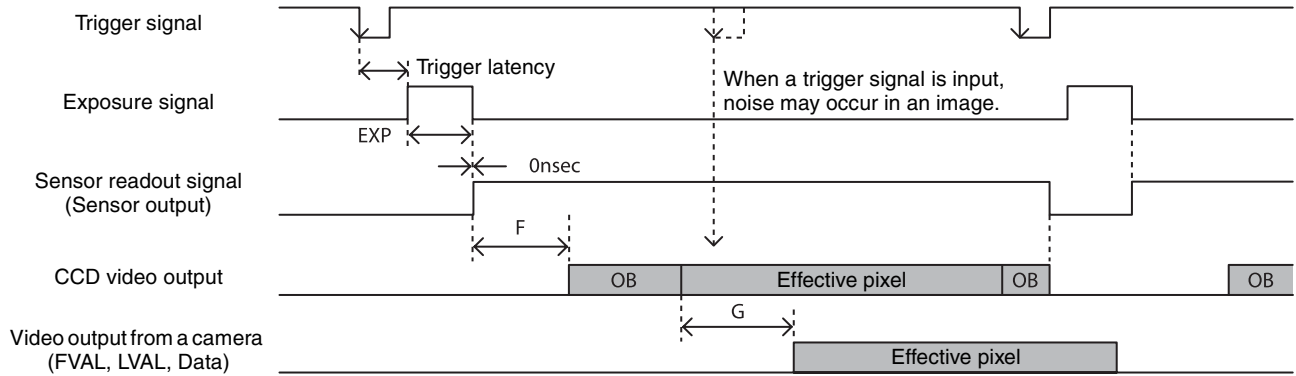 Trigger signal
Trigger latency
When a trigger signal is input,
noise may occur in an image.
Exposure signal
EXP
0nsec
Sensor readout signal
(Sensor output)
F
CCD video output
OB
Effective pixel
OB
OB
G
Video output from a camera
(FVAL, LVAL, Data)
Effective pixel